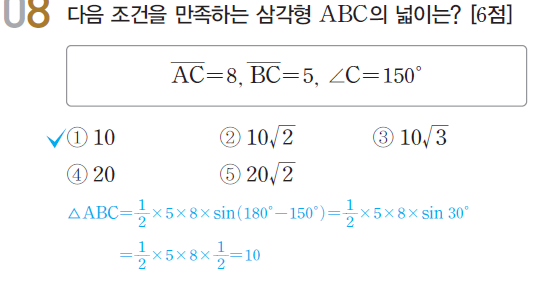 08 다음 조건을 만족하는 삼각형 ABC의 넓이는? [6점]
$\overline{AC}$=8, $\overline{BC}$=5, ∠C=150°
① 10 ② 10√2 ③ 10√3
④ 20 ⑤ 20√2
△ABC=1/2×5×8×sin(180°-150°)=1/2×5×8×sin 30°
=1/2×5×8×1/2=10